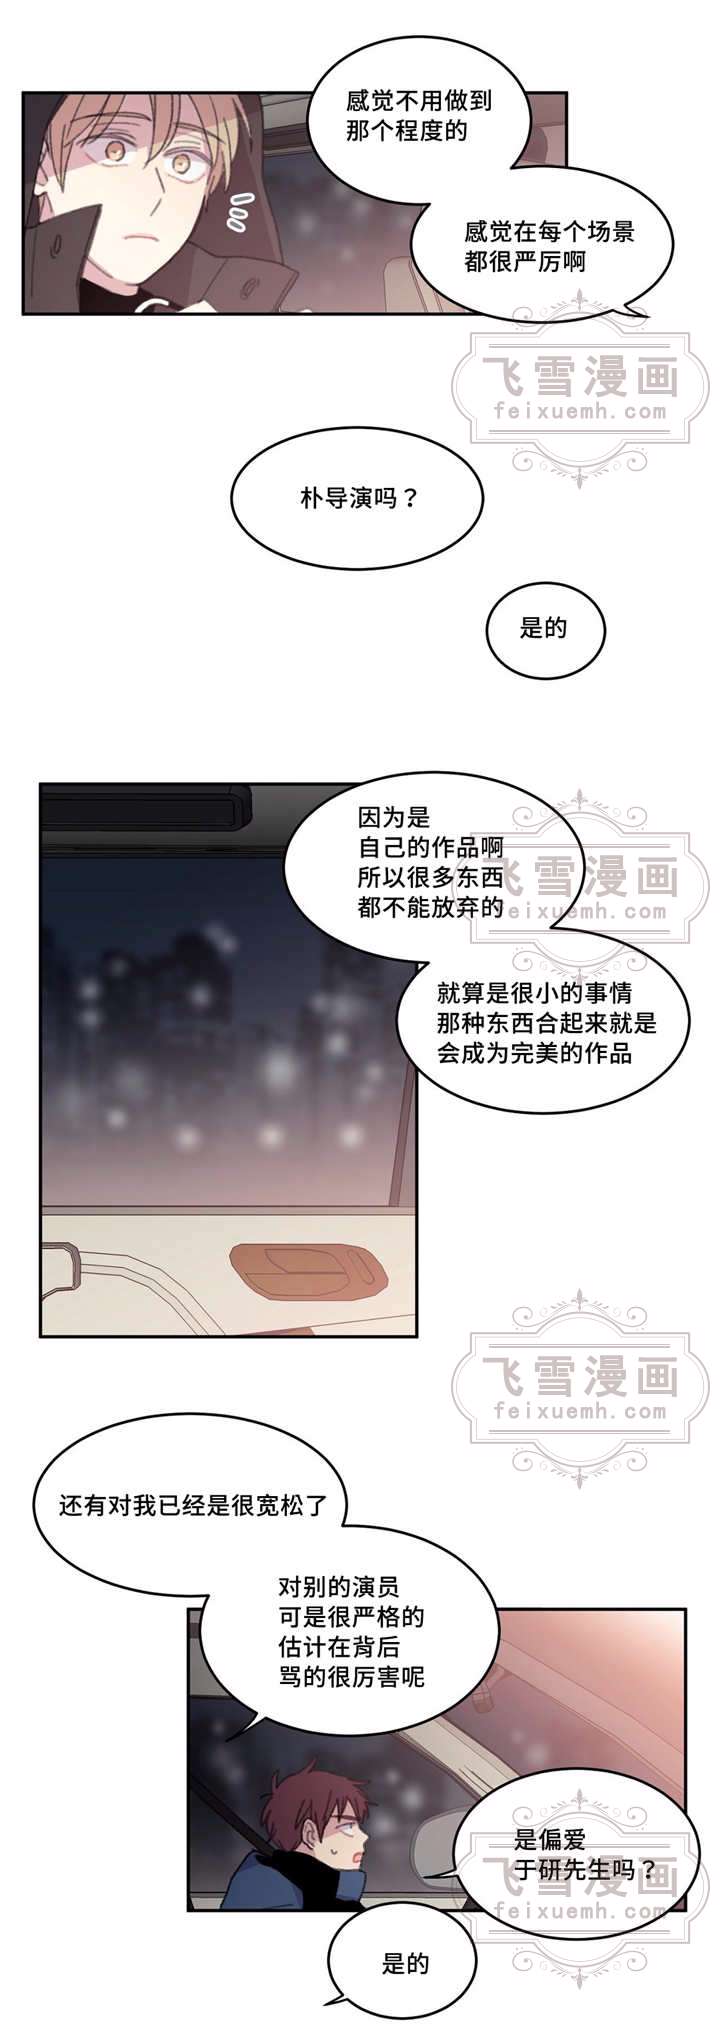 感觉不用做到
那个程度的
感觉在每个场景
都很严厉啊
飞雪漫画
feixuemh.com
朴导演吗？
是的
因为是
自己的作品啊
所以很多东西
都不能放弃的
飞雪漫画
feixuemh.com
就算是很小的事情
那种东西合起来就是
会成为完美的作品
飞雪漫画
feixuemh.com
还有对我已经是很宽松了
对别的演员
可是很严格的
估计在背后
骂的很厉害呢
是偏爱
于研先生吗？
飞雪漫画
feixuemh.com
是的